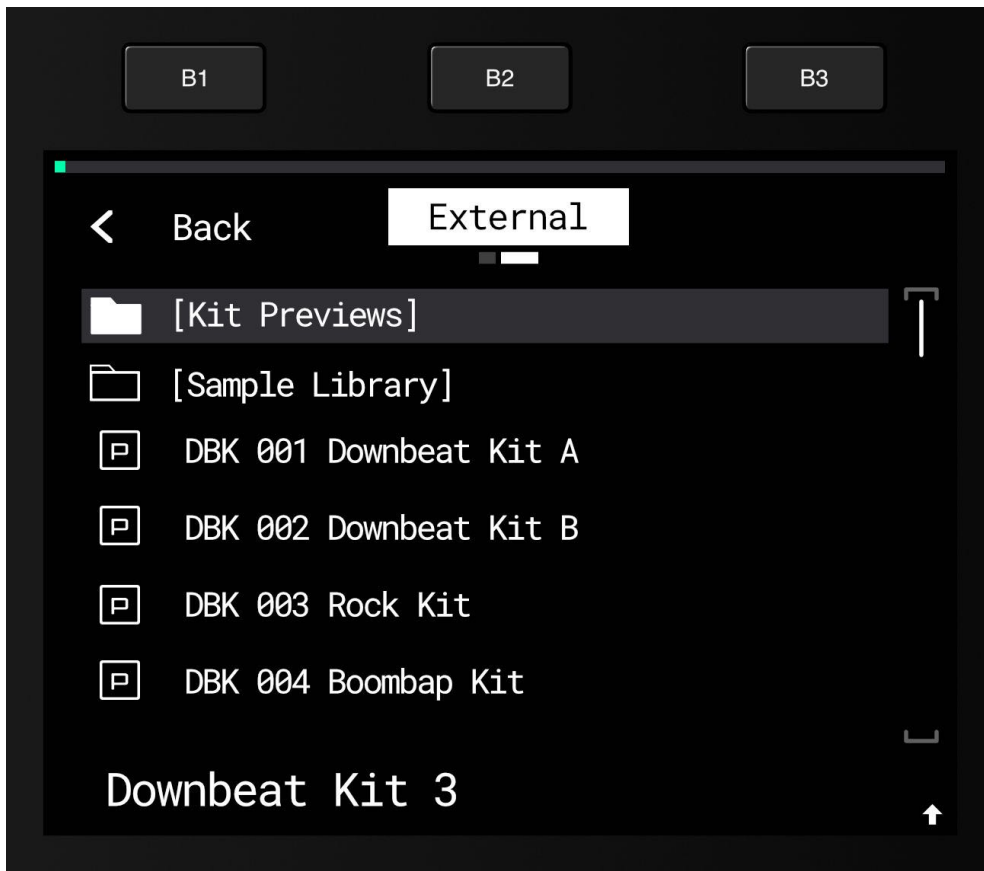 B1 B2 B3
Back External
[Kit Previews]
[Sample Library]
P DBK 001 Downbeat Kit A
P DBK 002 Downbeat Kit B
P DBK 003 Rock Kit
P DBK 004 Boombap Kit
Downbeat Kit 3